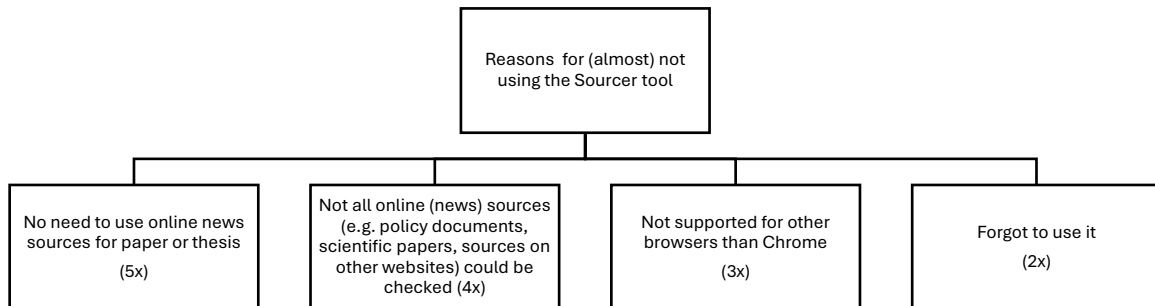 Reasons for (almost) not
using the Sourcer tool
No need to use online news
sources for paper or thesis
(5x)
Not all online (news) sources
(e.g. policy documents,
scientific papers, sources on
other websites) could be
checked (4x)
Not supported for other
browsers than Chrome
(3x)
Forgot to use it
(2x)